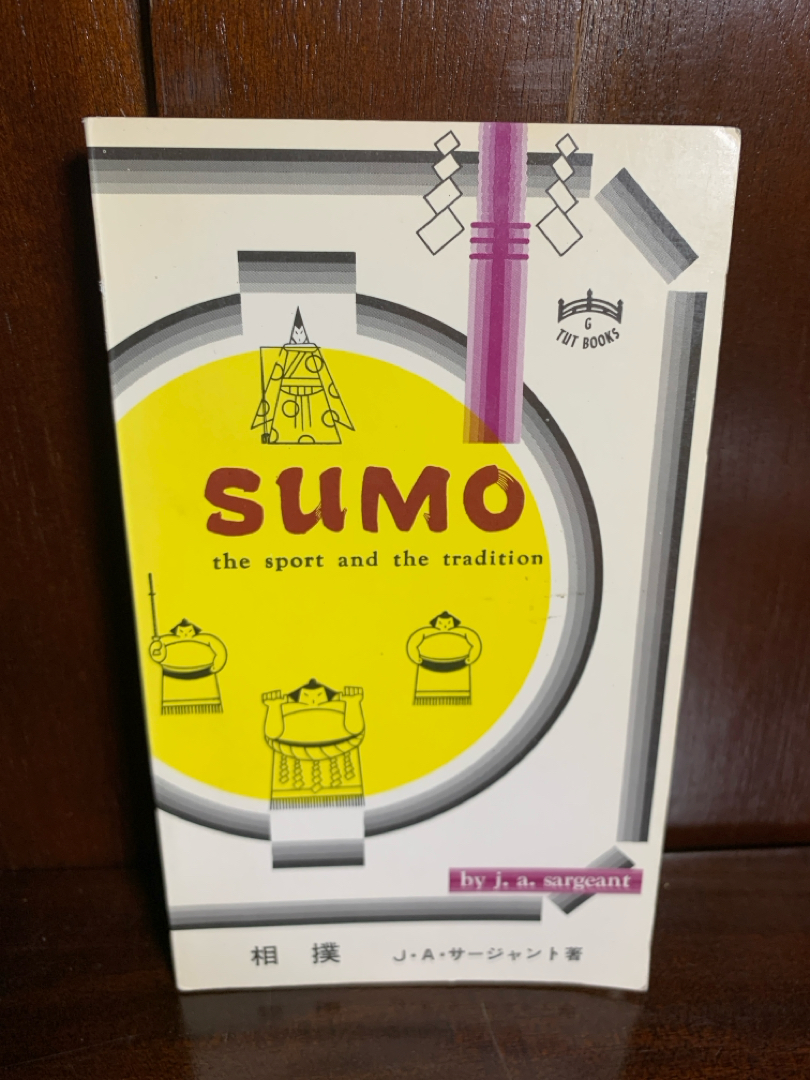 G
TUT BOOKS
SUMO
the sport and the tradition
by j. a. sargeant
相撲 J・A・サージャント著